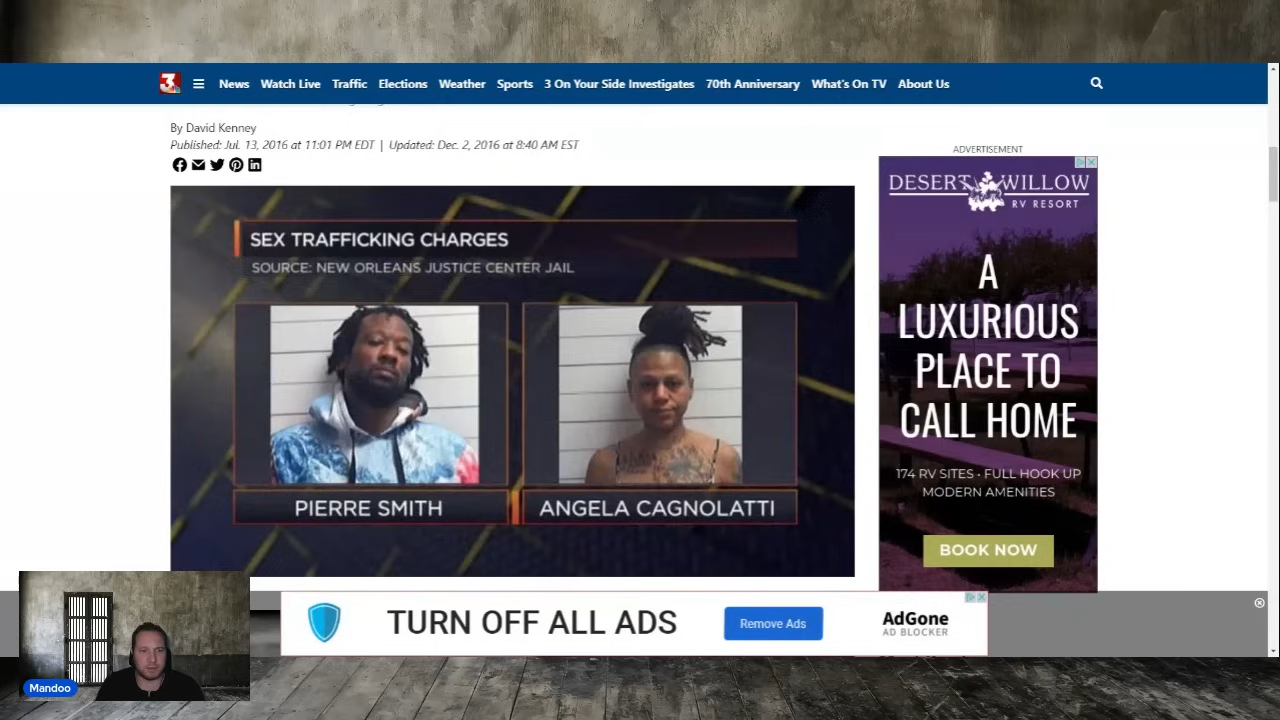 3
News
Watch Live
Traffic
Elections
Weather
Sports
3 On Your Side Investigates
70th Anniversary
What's On TV
About Us
By David Kenney
Published: Jul. 13, 2016 at 11:01 PM EDT | Updated: Dec. 2, 2016 at 8:40 AM EST
SEX TRAFFICKING CHARGES
SOURCE: NEW ORLEANS JUSTICE CENTER JAIL
PIERRE SMITH
ANGELA CAGNOLATTI
ADVERTISEMENT
DESERT WILLOW
RV RESORT
A
LUXURIOUS
PLACE TO
CALL HOME
174 RV SITES · FULL HOOK UP
MODERN AMENITIES
BOOK NOW
TURN OFF ALL ADS
Remove Ads
AdGone
AD BLOCKER
Mandoo